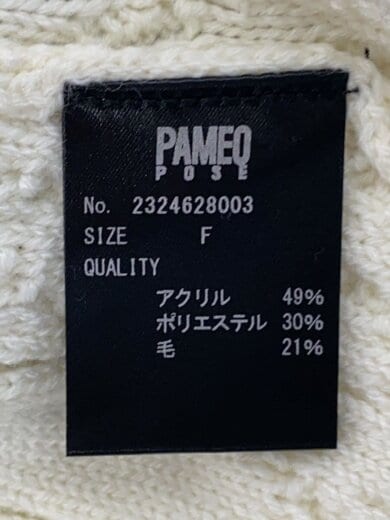 PAMEO
POSE
No. 2324628003
SIZE F
QUALITY
アクリル 49%
ポリエステル 30%
毛 21%